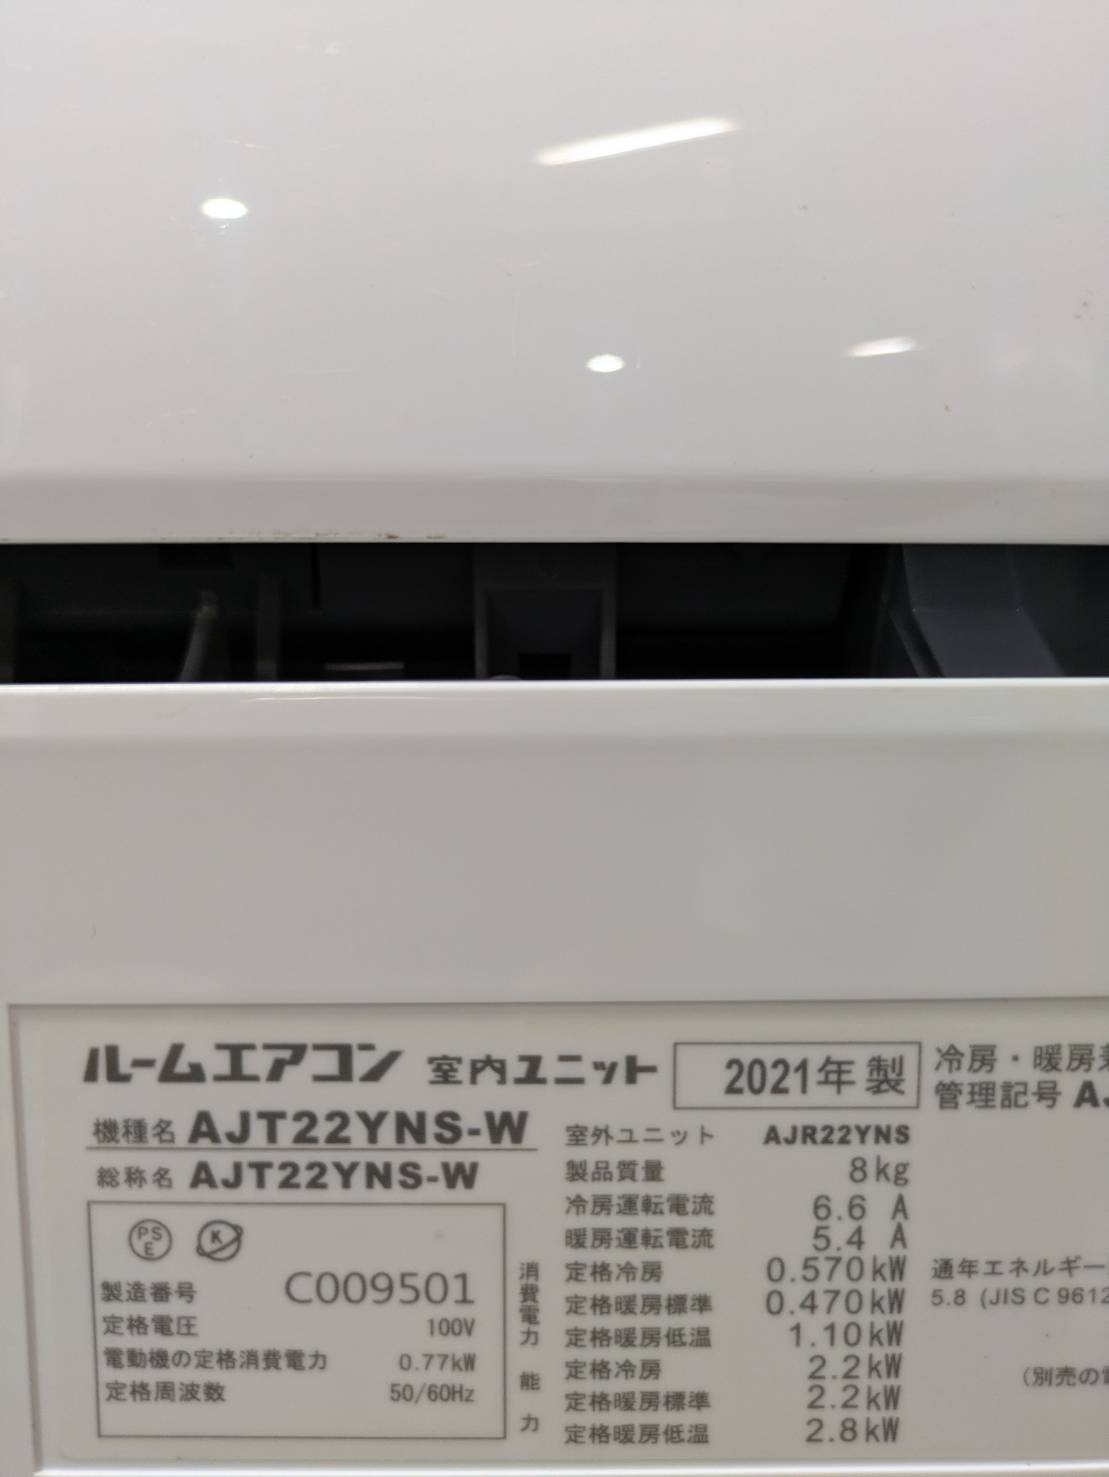 ルームエアコン 室内ユニット 2021年製
機種名 AJT22YNS-W
総称名 AJT22YNS-W
PS
E
K
製造番号 C009501
定格電圧 100V
電動機の定格消費電力 0.77kW
定格周波数 50/60Hz
室外ユニット AJR22YNS
製品質量 8kg
冷房運転電流 6.6 A
暖房運転電流 5.4 A
消費電力
定格冷房 0.570kW
定格暖房標準 0.470kW
定格暖房低温 1.10kW
能力
定格冷房 2.2kW
定格暖房標準 2.2kW
定格暖房低温 2.8kW
冷房・暖房
管理記号 AJ
通年エネルギー
5.8 (JIS C 9612
(別売の